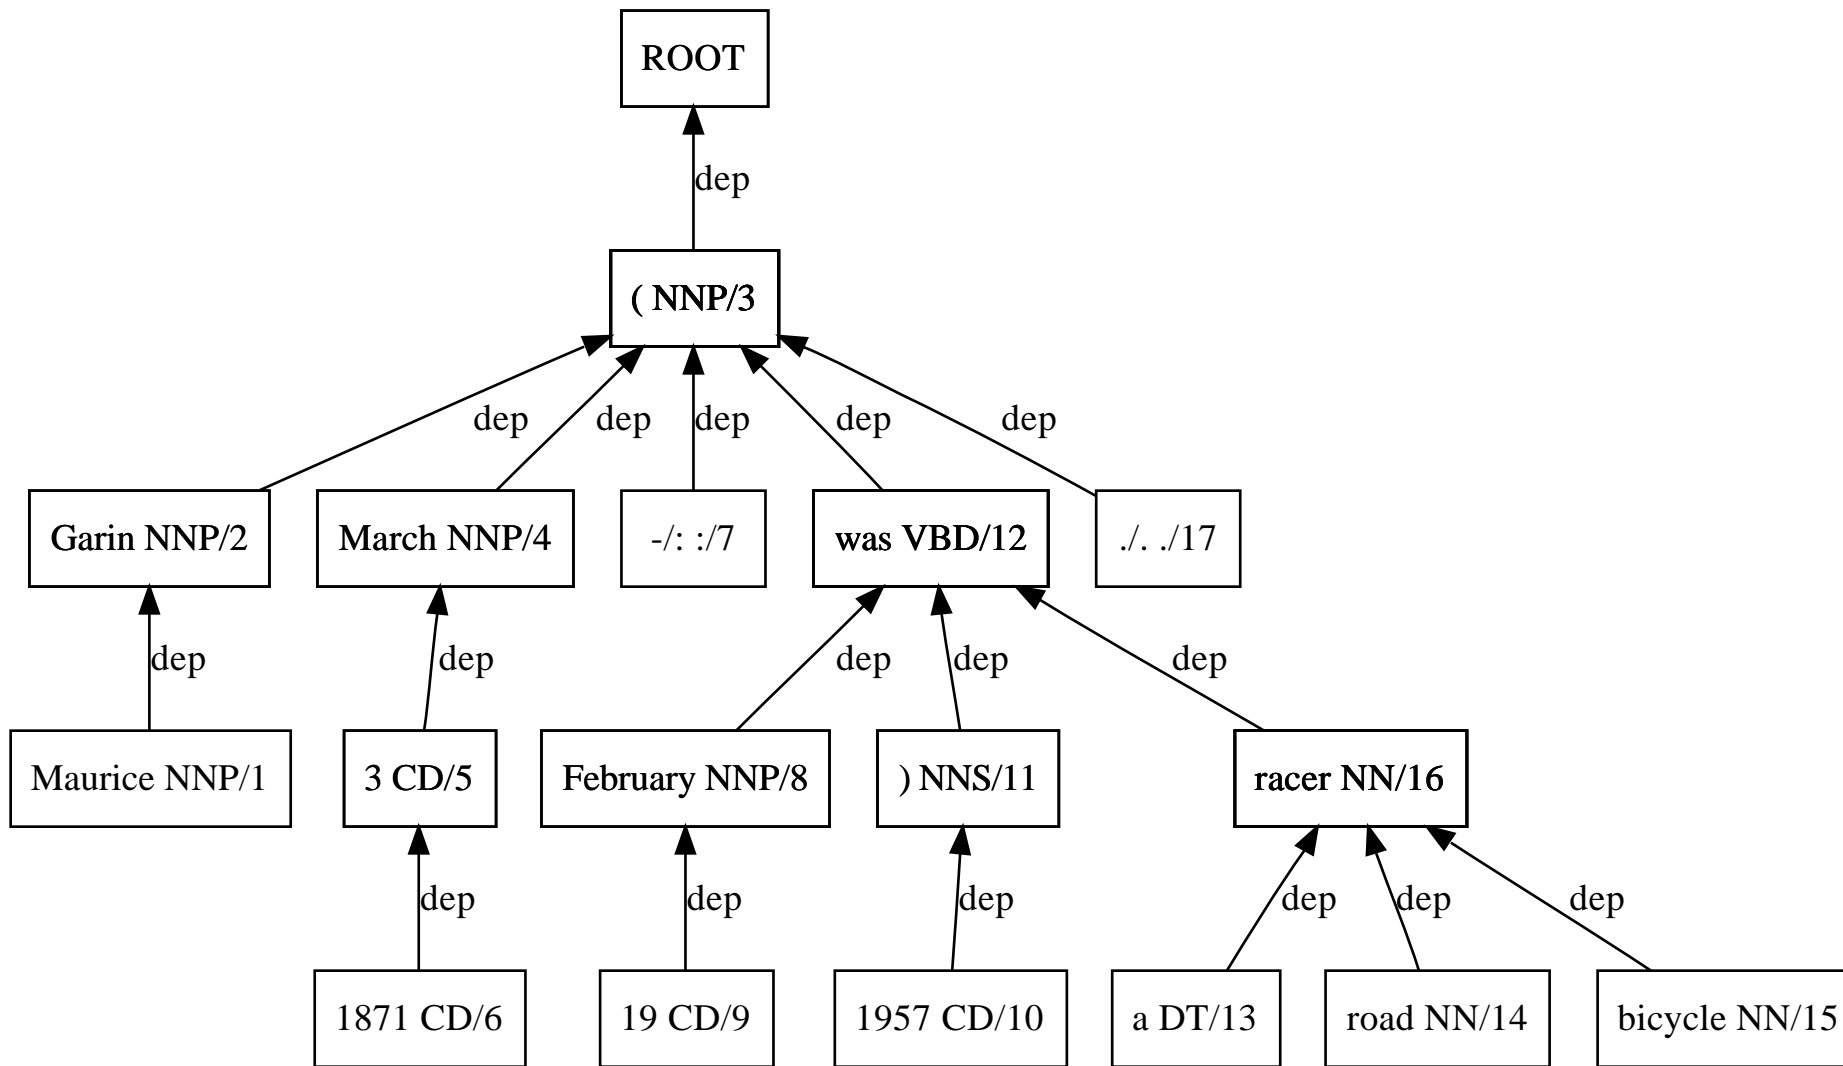 ROOT
dep
( NNP/3
dep dep dep dep dep
Garin NNP/2 March NNP/4 -/: :/7 was VBD/12 ./. ./17
dep dep dep dep dep
Maurice NNP/1 3 CD/5 February NNP/8 ) NNS/11 racer NN/16
dep dep dep dep dep dep
1871 CD/6 19 CD/9 1957 CD/10 a DT/13 road NN/14 bicycle NN/15